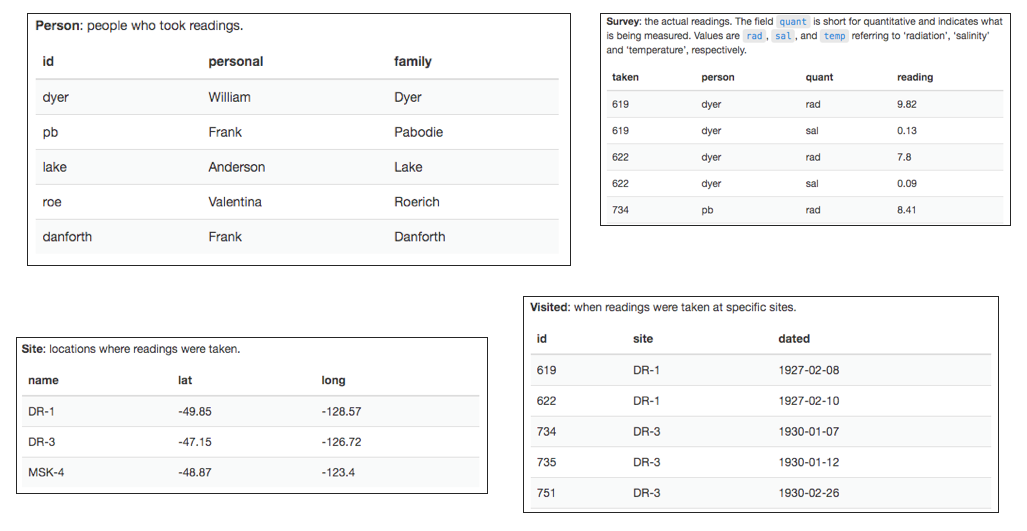 Person: people who took readings.
id personal family
dyer William Dyer
pb Frank Pabodie
lake Anderson Lake
roe Valentina Roerich
danforth Frank Danforth
Survey: the actual readings. The field quant is short for quantitative and indicates what
is being measured. Values are rad, sal, and temp referring to ‘radiation’, ‘salinity’
and ‘temperature’, respectively.
taken person quant reading
619 dyer rad 9.82
619 dyer sal 0.13
622 dyer rad 7.8
622 dyer sal 0.09
734 pb rad 8.41
Site: locations where readings were taken.
name lat long
DR-1 -49.85 -128.57
DR-3 -47.15 -126.72
MSK-4 -48.87 -123.4
Visited: when readings were taken at specific sites.
id site dated
619 DR-1 1927-02-08
622 DR-1 1927-02-10
734 DR-3 1930-01-07
735 DR-3 1930-01-12
751 DR-3 1930-02-26